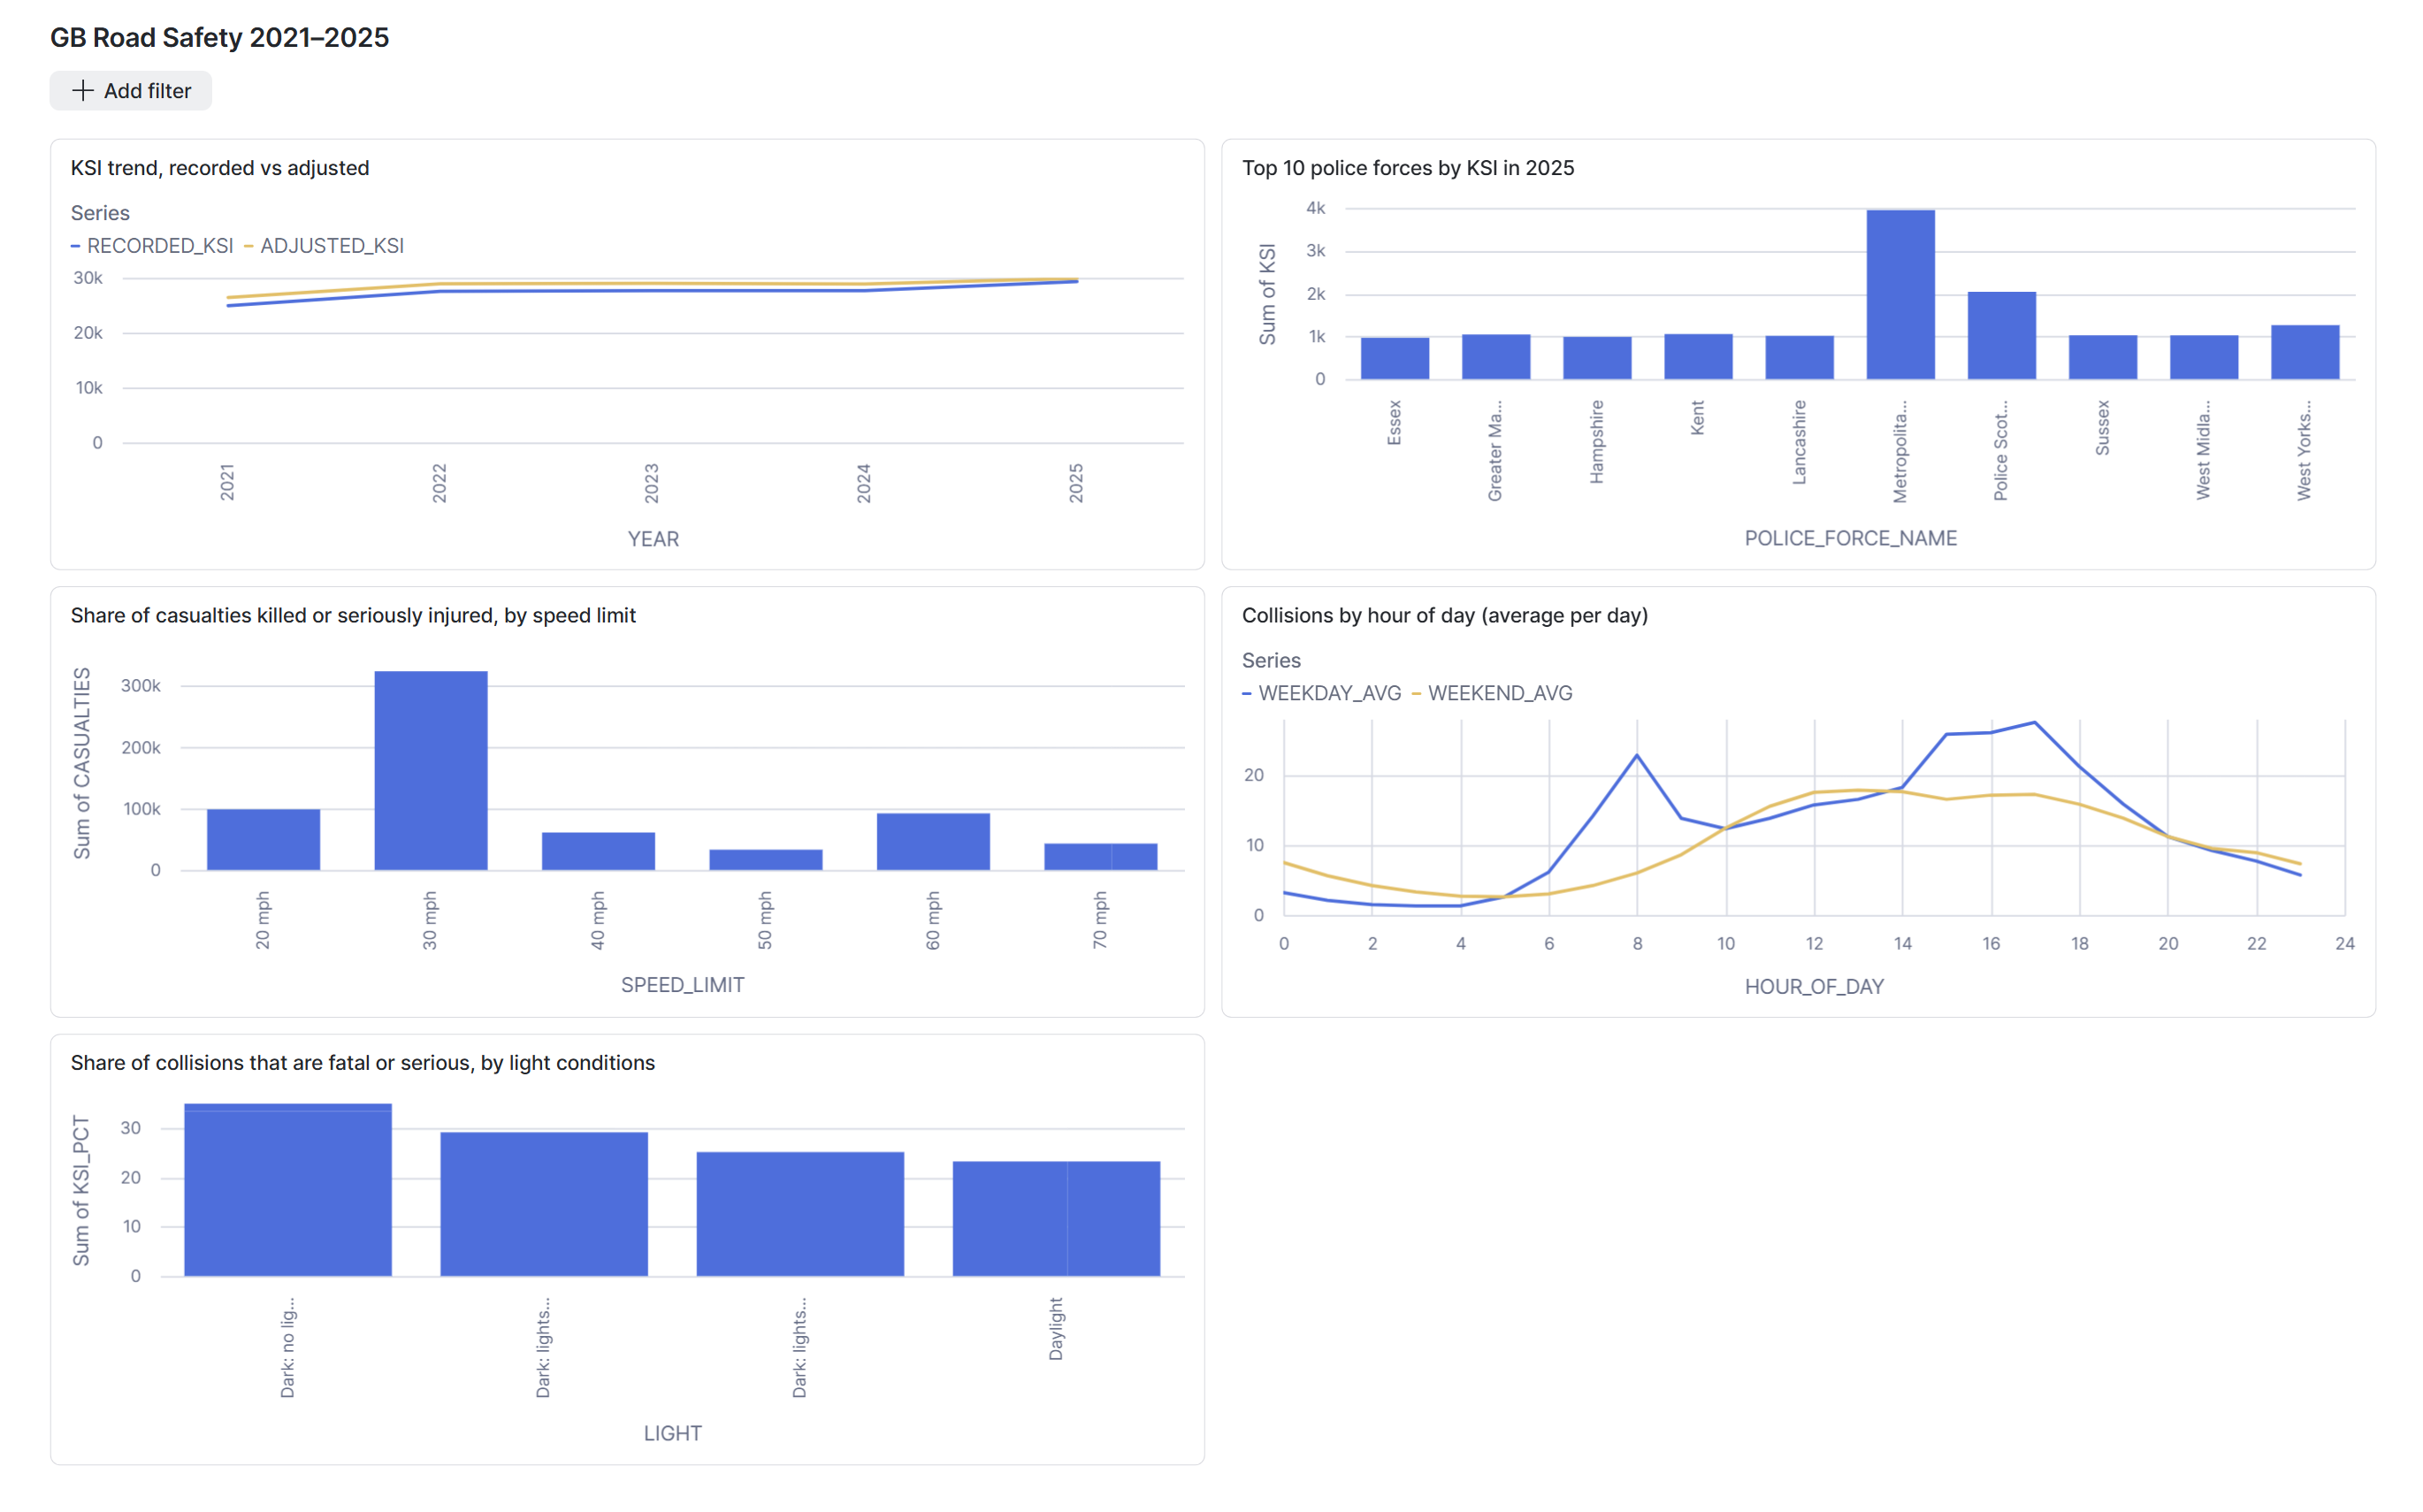 GB Road Safety 2021–2025
Add filter
KSI trend, recorded vs adjusted
Series
RECORDED_KSI ADJUSTED_KSI
30k
20k
10k
0
2021 2022 2023 2024 2025
YEAR
Top 10 police forces by KSI in 2025
Sum of KSI
4k
3k
2k
1k
0
Essex Greater Ma... Hampshire Kent Lancashire Metropolita... Police Scot... Sussex West Midla... West Yorks...
POLICE_FORCE_NAME
Share of casualties killed or seriously injured, by speed limit
Sum of CASUALTIES
300k
200k
100k
0
20 mph 30 mph 40 mph 50 mph 60 mph 70 mph
SPEED_LIMIT
Collisions by hour of day (average per day)
Series
WEEKDAY_AVG WEEKEND_AVG
20
10
0
0 2 4 6 8 10 12 14 16 18 20 22 24
HOUR_OF_DAY
Share of collisions that are fatal or serious, by light conditions
Sum of KSI_PCT
30
20
10
0
Dark: no lig... Dark: lights... Dark: lights... Daylight
LIGHT